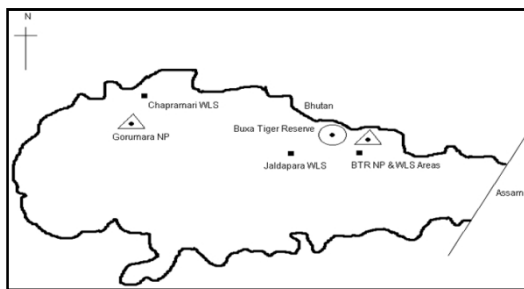 N
Chapramari WLS
Bhutan
Gorumara NP
Buxa Tiger Reserve
Jaldapara WLS
BTR NP & WLS Areas
Assam